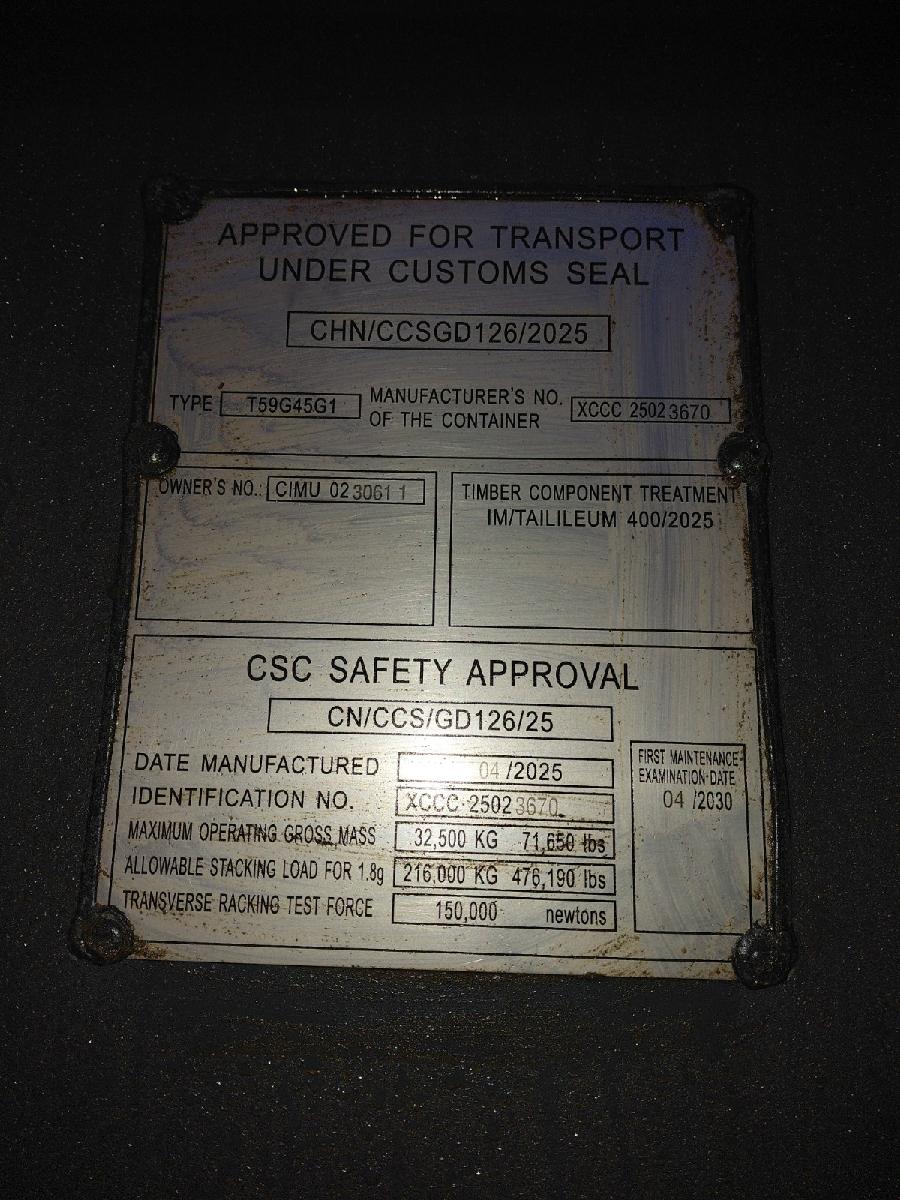 APPROVED FOR TRANSPORT
UNDER CUSTOMS SEAL
CHN/CCSGD126/2025
TYPE T59G45G1 MANUFACTURER'S NO. OF THE CONTAINER XCCC 25023670
OWNER'S NO.: CIMU 023061 1
TIMBER COMPONENT TREATMENT
IM/TAILILEUM 400/2025
CSC SAFETY APPROVAL
CN/CCS/GD126/25
DATE MANUFACTURED 04/2025
IDENTIFICATION NO. XCCC 25023670
MAXIMUM OPERATING GROSS MASS 32,500 KG 71,650 lbs
ALLOWABLE STACKING LOAD FOR 1.8g 216,000 KG 476,190 lbs
TRANSVERSE RACKING TEST FORCE 150,000 newtons
FIRST MAINTENANCE
EXAMINATION DATE
04 /2030